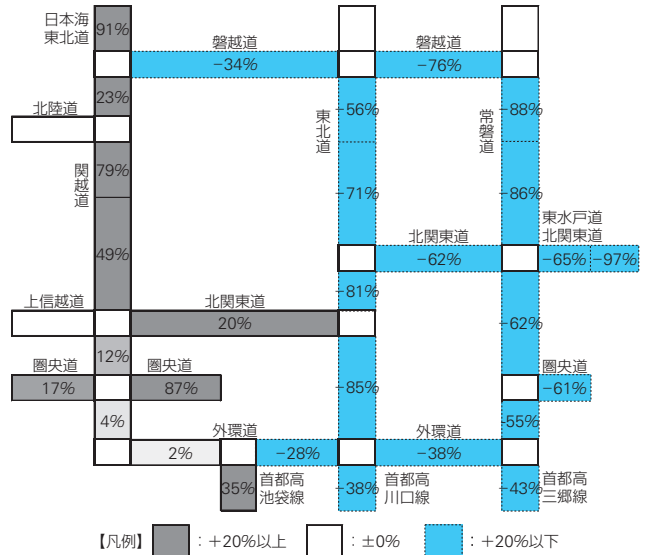 日本海
東北道
91%
磐越道
磐越道
−34%
−76%
23%
北陸道
−56%
−88%
東北道
常磐道
関越道
79%
−71%
−86%
49%
東水戸道
北関東道
北関東道
−62%
−65%
−97%
−81%
上信越道
北関東道
20%
−62%
12%
圏央道
圏央道
圏央道
17%
87%
−85%
−61%
4%
−55%
外環道
外環道
2%
−28%
−38%
35%
首都高
池袋線
−38%
首都高
川口線
−43%
首都高
三郷線
【凡例】
：+20%以上
：±0%
：+20%以下